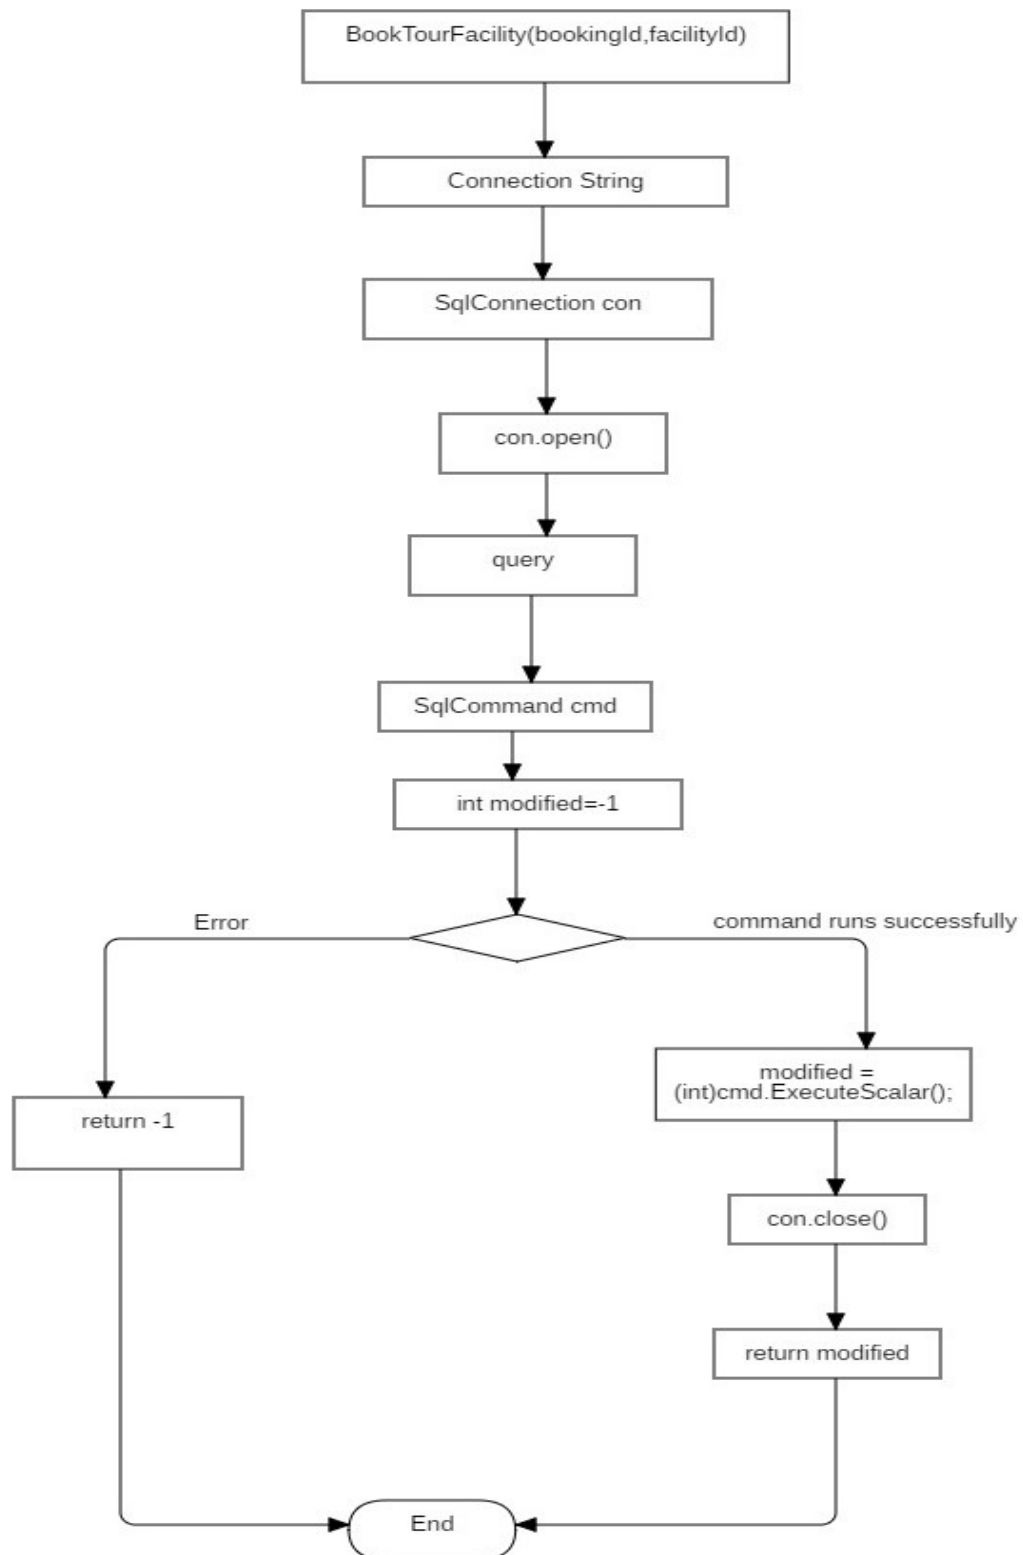 BookTourFacility(bookingId,facilityId)
Connection String
SqlConnection con
con.open()
query
SqlCommand cmd
int modified=-1
Error
command runs successfully
modified =
(int)cmd.ExecuteScalar();
return -1
con.close()
return modified
End